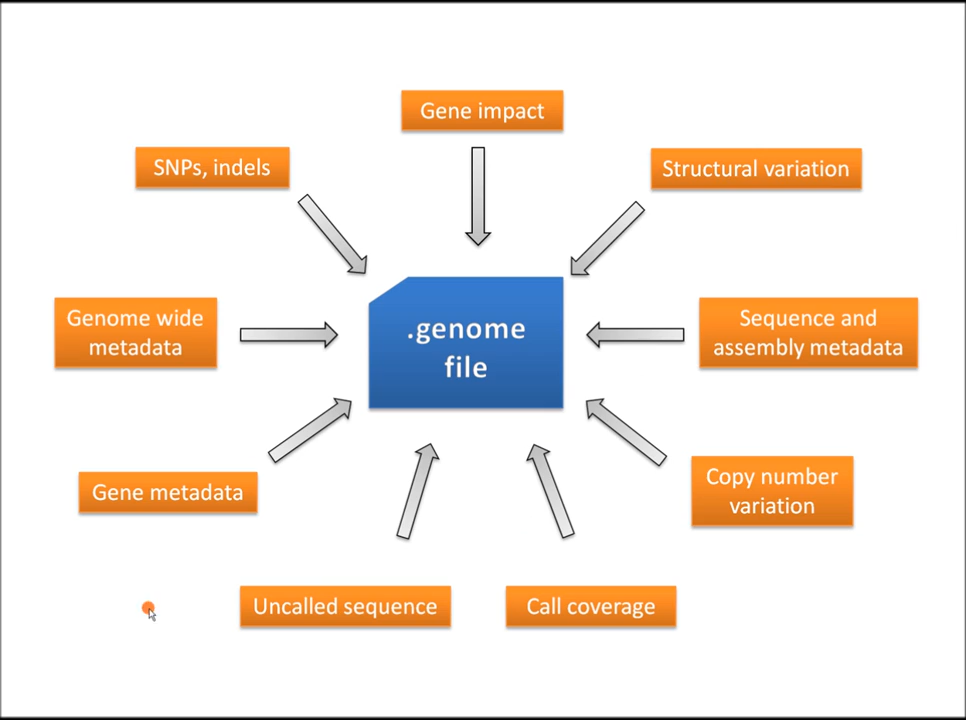 Gene impact
SNPs, indels
Structural variation
Genome wide
metadata
.genome
file
Sequence and
assembly metadata
Gene metadata
Copy number
variation
Uncalled sequence
Call coverage